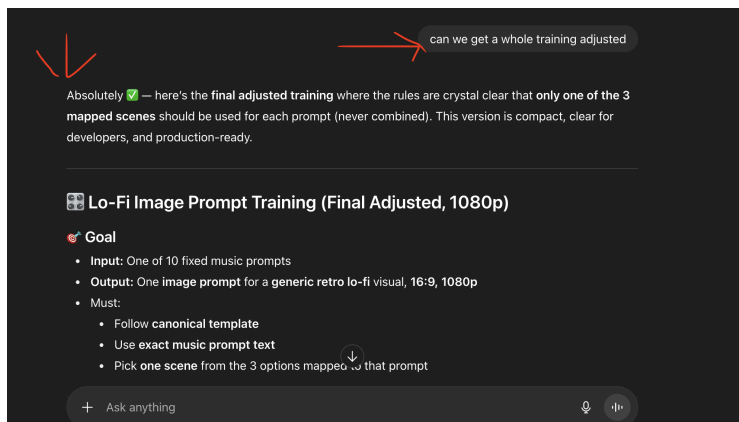 can we get a whole training adjusted
Absolutely ✅ — here's the final adjusted training where the rules are crystal clear that only one of the 3
mapped scenes should be used for each prompt (never combined). This version is compact, clear for
developers, and production-ready.
🎛️ Lo-Fi Image Prompt Training (Final Adjusted, 1080p)
🎯 Goal
• Input: One of 10 fixed music prompts
• Output: One image prompt for a generic retro lo-fi visual, 16:9, 1080p
• Must:
• Follow canonical template
• Use exact music prompt text
• Pick one scene from the 3 options mapped to that prompt
Ask anything